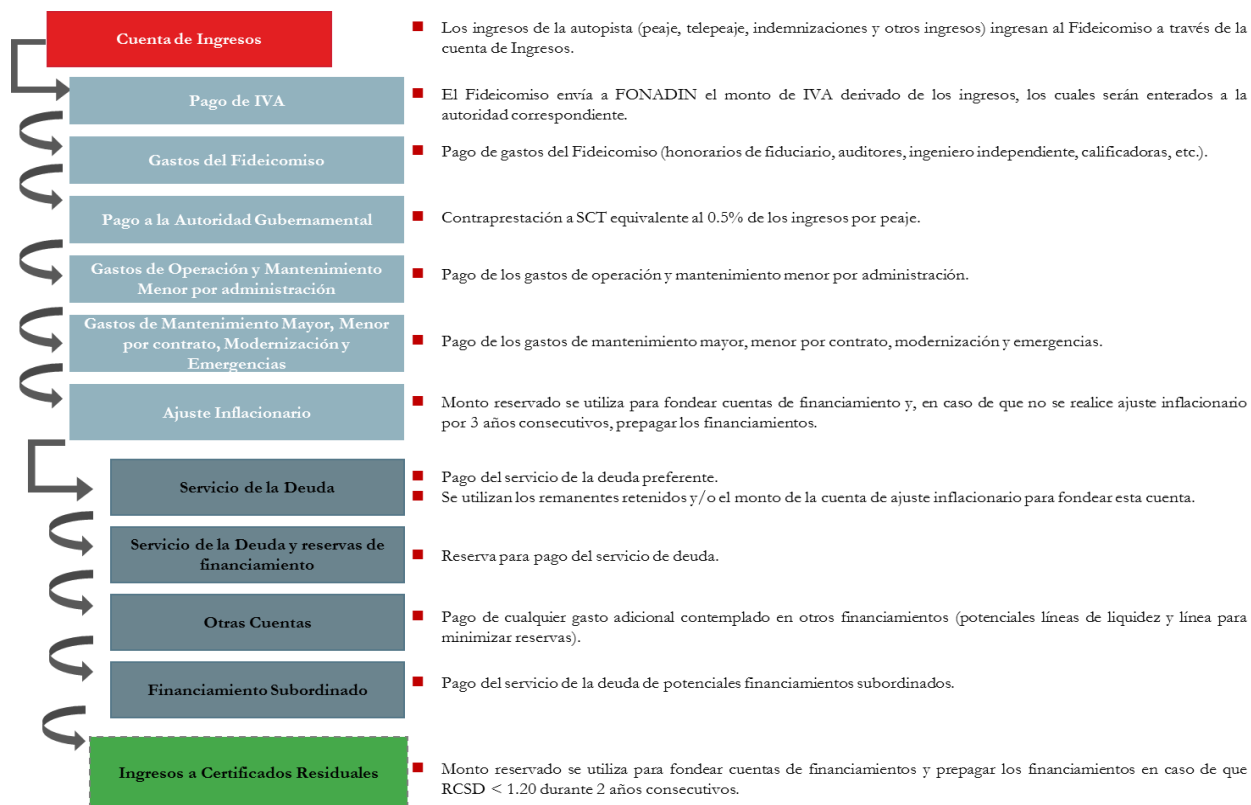 Cuenta de Ingresos
Los ingresos de la autopista (peaje, telepeaje, indemnizaciones y otros ingresos) ingresan al Fideicomiso a través de la
cuenta de Ingresos.
Pago de IVA
El Fideicomiso envía a FONADIN el monto de IVA derivado de los ingresos, los cuales serán enterados a la
autoridad correspondiente.
Gastos del Fideicomiso
Pago de gastos del Fideicomiso (honorarios de fiduciario, auditores, ingeniero independiente, calificadoras, etc.).
Pago a la Autoridad Gubernamental
Contraprestación a SCT equivalente al 0.5% de los ingresos por peaje.
Gastos de Operación y Mantenimiento
Menor por administración
Pago de los gastos de operación y mantenimiento menor por administración.
Gastos de Mantenimiento Mayor, Menor
por contrato, Modernización y
Emergencias
Pago de los gastos de mantenimiento mayor, menor por contrato, modernización y emergencias.
Ajuste Inflacionario
Monto reservado se utiliza para fondear cuentas de financiamiento y, en caso de que no se realice ajuste inflacionario
por 3 años consecutivos, prepagar los financiamientos.
Servicio de la Deuda
Pago del servicio de la deuda preferente.
Se utilizan los remanentes retenidos y/o el monto de la cuenta de ajuste inflacionario para fondear esta cuenta.
Servicio de la Deuda y reservas de
financiamiento
Reserva para pago del servicio de deuda.
Otras Cuentas
Pago de cualquier gasto adicional contemplado en otros financiamientos (potenciales líneas de liquidez y línea para
minimizar reservas).
Financiamiento Subordinado
Pago del servicio de la deuda de potenciales financiamientos subordinados.
Ingresos a Certificados Residuales
Monto reservado se utiliza para fondear cuentas de financiamientos y prepagar los financiamientos en caso de que
RCSD < 1.20 durante 2 años consecutivos.